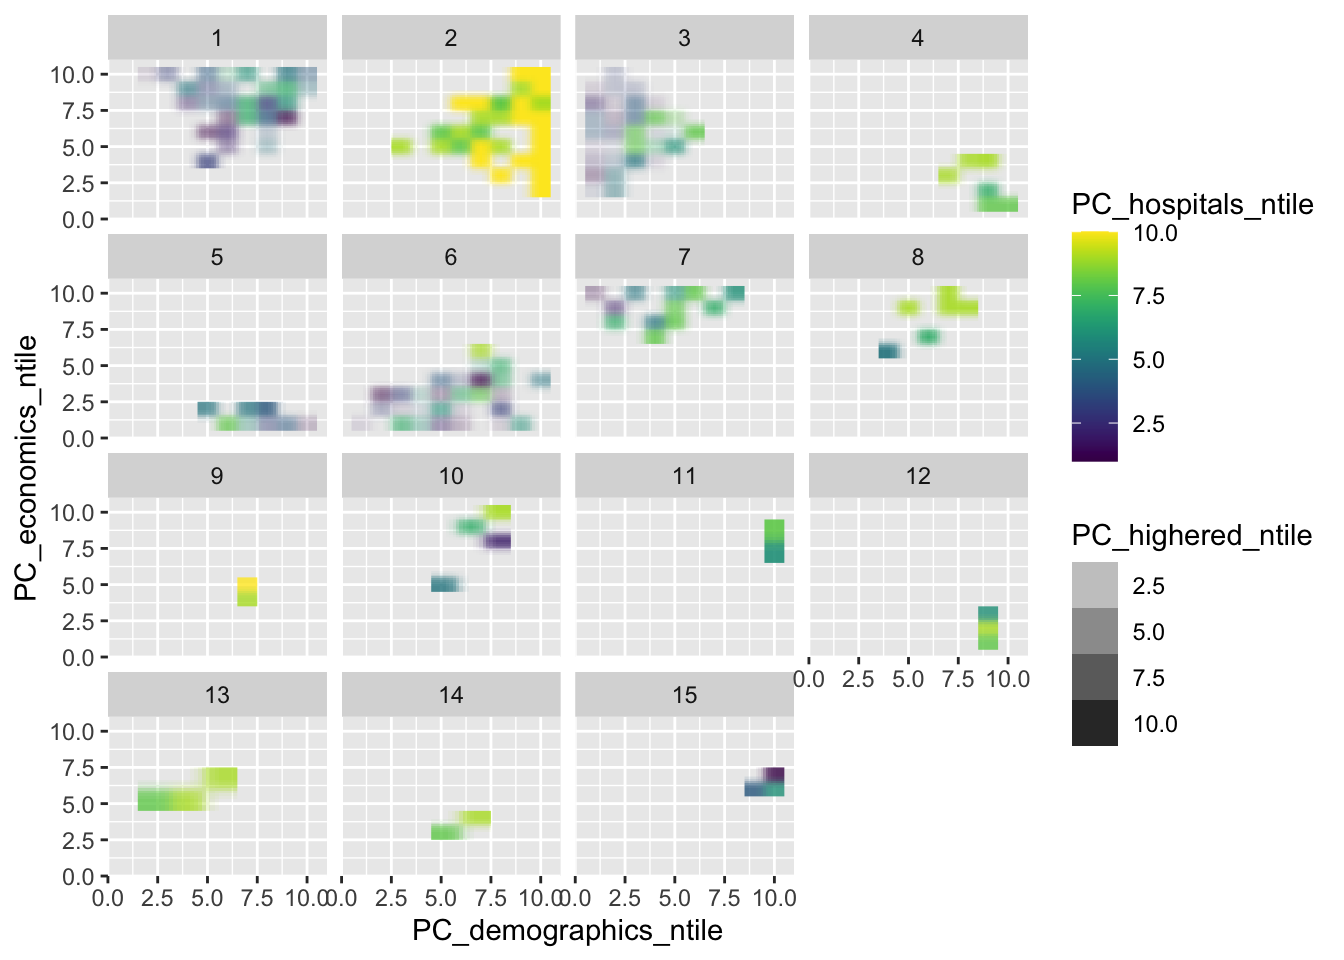 1 2 3 4
10.0
7.5
5.0
2.5
0.0
5 6 7 8
10.0
7.5
5.0
2.5
0.0
9 10 11 12
10.0
7.5
5.0
2.5
0.0
0.0 2.5 5.0 7.5 10.0
13 14 15
10.0
7.5
5.0
2.5
0.0
0.0 2.5 5.0 7.5 10.0 0.0 2.5 5.0 7.5 10.0 0.0 2.5 5.0 7.5 10.0
PC_demographics_ntile
PC_economics_ntile
PC_hospitals_ntile
10.0
7.5
5.0
2.5
PC_highered_ntile
2.5
5.0
7.5
10.0